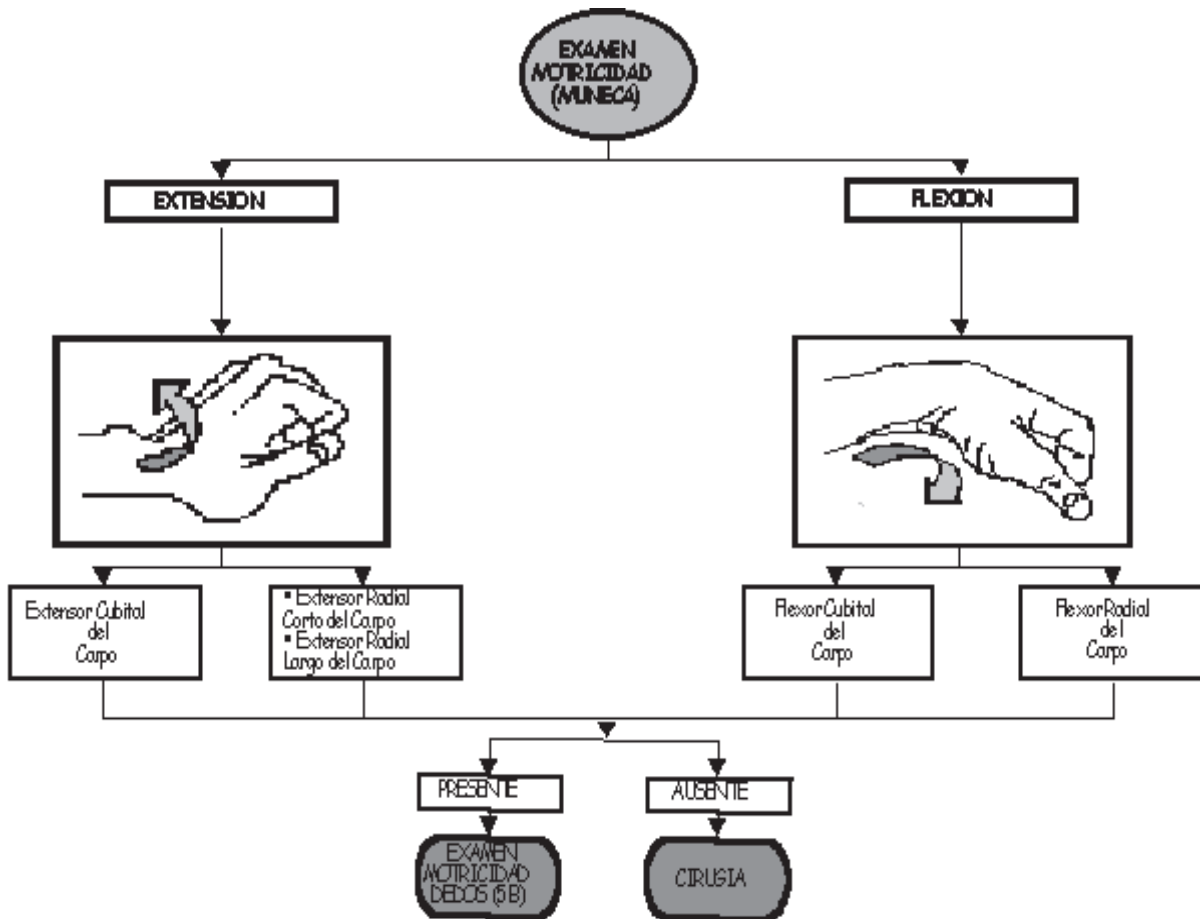 EXAMEN
MOTRICIDAD
(MUNECA)
EXTENSION
FLEXION
Extensor Cubital
del
Carpo
▪ Extensor Radial
Corto del Carpo
▪ Extensor Radial
Largo del Carpo
Flexor Cubital
del
Carpo
Flexor Radial
del
Carpo
PRESENTE
AUSENTE
EXAMEN
MOTRICIDAD
DEDOS (5B)
CIRUGIA